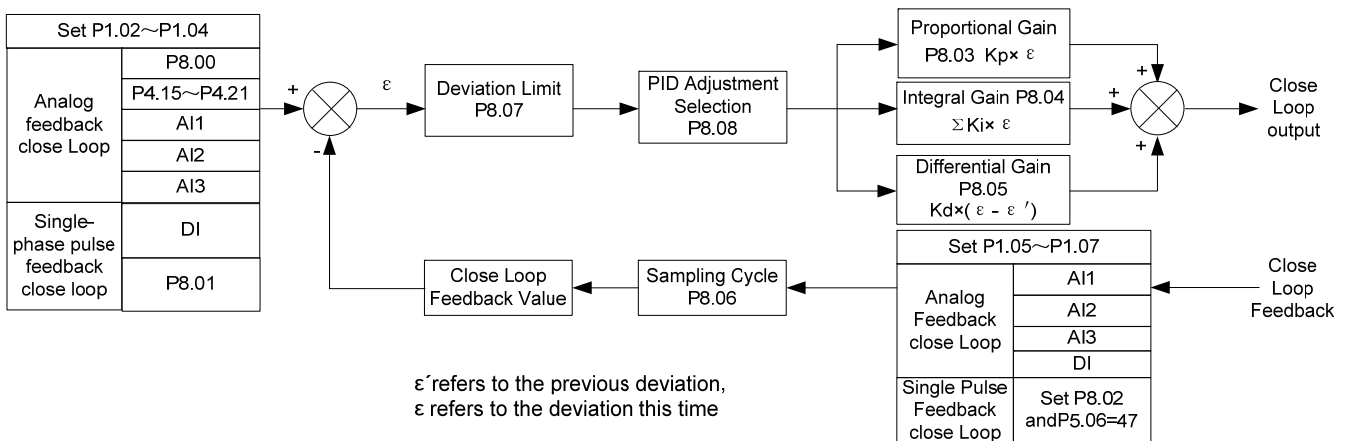 Set P1.02～P1.04
Analog
feedback
close Loop
P8.00
P4.15～P4.21
AI1
AI2
AI3
Single-
phase pulse
feedback
close loop
DI
P8.01
+
-
ε
Deviation Limit
P8.07
PID Adjustment
Selection
P8.08
Proportional Gain
P8.03 Kp× ε
Integral Gain P8.04
ΣKi× ε
Differential Gain
P8.05
Kd×( ε - ε ′)
+
+
+
Close
Loop
output
Close Loop
Feedback Value
Sampling Cycle
P8.06
Set P1.05～P1.07
Analog
Feedback
close Loop
AI1
AI2
AI3
DI
Single Pulse
Feedback
close Loop
Set P8.02
andP5.06=47
Close
Loop
Feedback
ε′refers to the previous deviation,
ε refers to the deviation this time